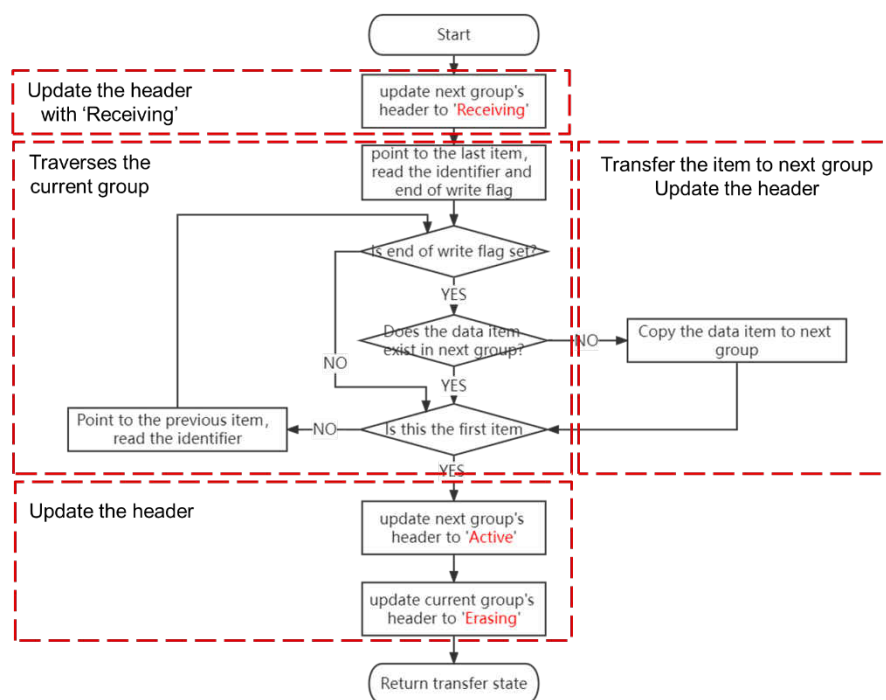 Start
Update the header
with ‘Receiving’
update next group's
header to 'Receiving'
Traverses the
current group
point to the last item,
read the identifier and
end of write flag
Transfer the item to next group
Update the header
Is end of write flag set?
YES
Does the data item
exist in next group?
NO
Copy the data item to next
group
NO
YES
Point to the previous item,
read the identifier
NO
Is this the first item
YES
Update the header
update next group's
header to 'Active'
update current group's
header to 'Erasing'
Return transfer state